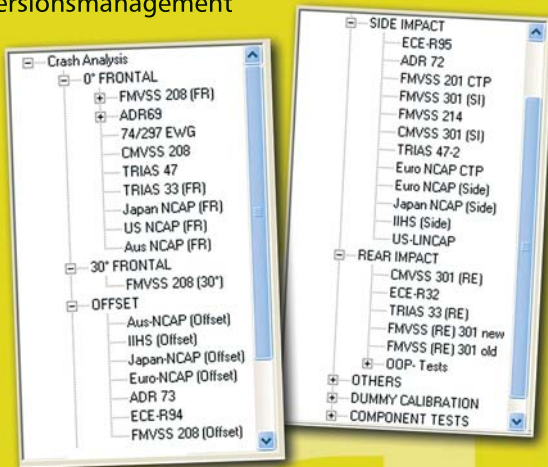 ersionsmanagement
Crash Analysis
0° FRONTAL
FMVSS 208 (FR)
ADR69
74/297 EWG
CMVSS 208
TRIAS 47
TRIAS 33 (FR)
Japan NCAP (FR)
US NCAP (FR)
Aus NCAP (FR)
30° FRONTAL
FMVSS 208 (30°)
OFFSET
Aus-NCAP (Offset)
IIHS (Offset)
Japan-NCAP (Offset)
Euro-NCAP (Offset)
ADR 73
ECE-R94
FMVSS 208 (Offset)
SIDE IMPACT
ECE-R95
ADR 72
FMVSS 201 CTP
FMVSS 301 (SI)
FMVSS 214
CMVSS 301 (SI)
TRIAS 47-2
Euro NCAP CTP
Euro NCAP (Side)
Japan NCAP (Side)
IIHS (Side)
US-LINCAP
REAR IMPACT
CMVSS 301 (RE)
ECE-R32
TRIAS 33 (RE)
FMVSS (RE) 301 new
FMVSS (RE) 301 old
OOP- Tests
OTHERS
DUMMY CALIBRATION
COMPONENT TESTS